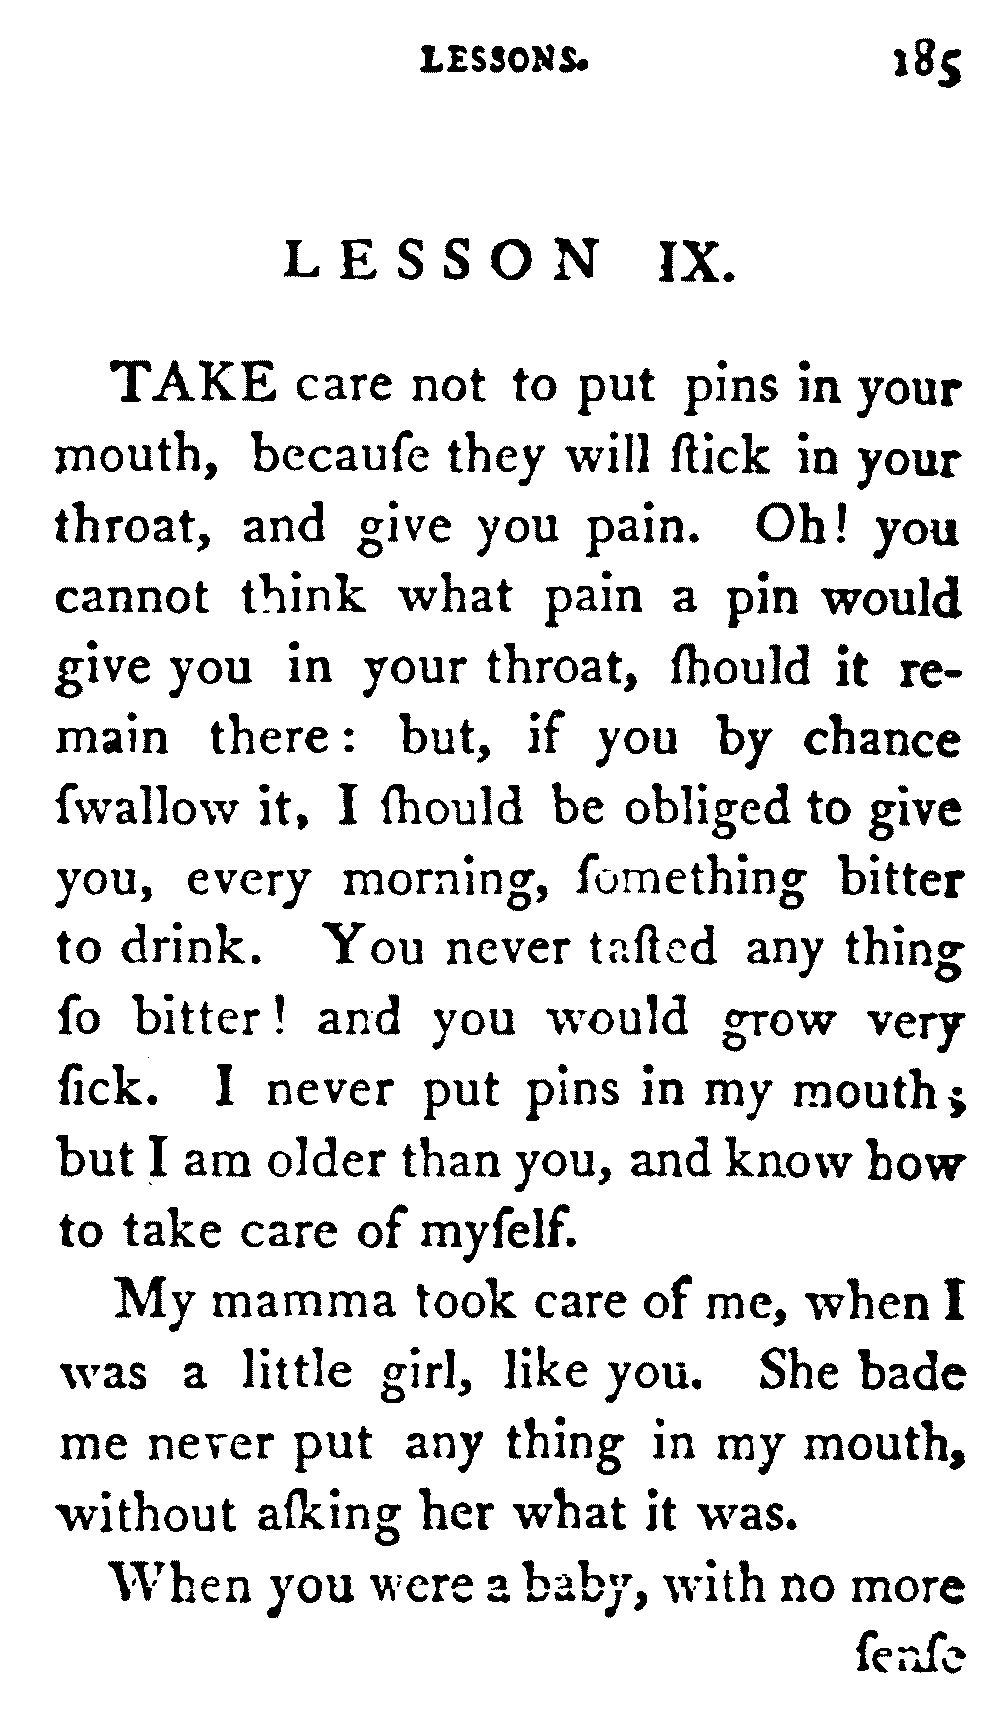 LESSONS. 185
LESSON IX.
TAKE care not to put pins in your
mouth, becauſe they will ſtick in your
throat, and give you pain. Oh! you
cannot think what pain a pin would
give you in your throat, ſhould it re-
main there: but, if you by chance
ſwallow it, I ſhould be obliged to give
you, every morning, ſomething bitter
to drink. You never taſted any thing
ſo bitter! and you would grow very
ſick. I never put pins in my mouth;
but I am older than you, and know how
to take care of myſelf.
My mamma took care of me, when I
was a little girl, like you. She bade
me never put any thing in my mouth,
without aſking her what it was.
When you were a baby, with no more
ſenſe